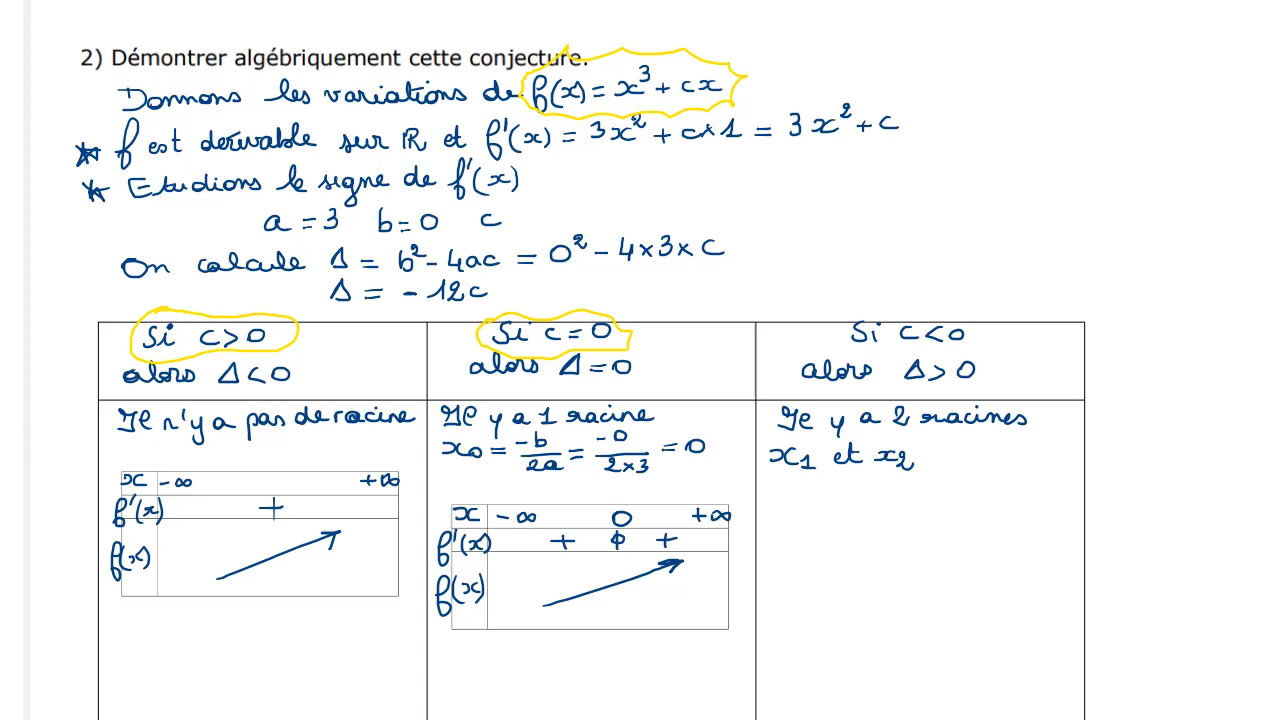 2) Démontrer algébriquement cette conjecture.
Donnons les variations de f(x) = x³ + cx
* f est dérivable sur ℝ et f'(x) = 3x² + c×1 = 3x² + c
* Etudions le signe de f'(x)
a = 3 b = 0 c
On calcule Δ = b² - 4ac = 0² - 4×3×c
Δ = -12c
Si c > 0
alors Δ < 0
Il n'y a pas de racine
x -∞ +∞
f'(x) +
f(x)
Si c = 0
alors Δ = 0
Il y a 1 racine
x0 = -b/2a = -0/2×3 = 0
x -∞ 0 +∞
f'(x) + 0 +
f(x)
Si c < 0
alors Δ > 0
Il y a 2 racines
x1 et x2